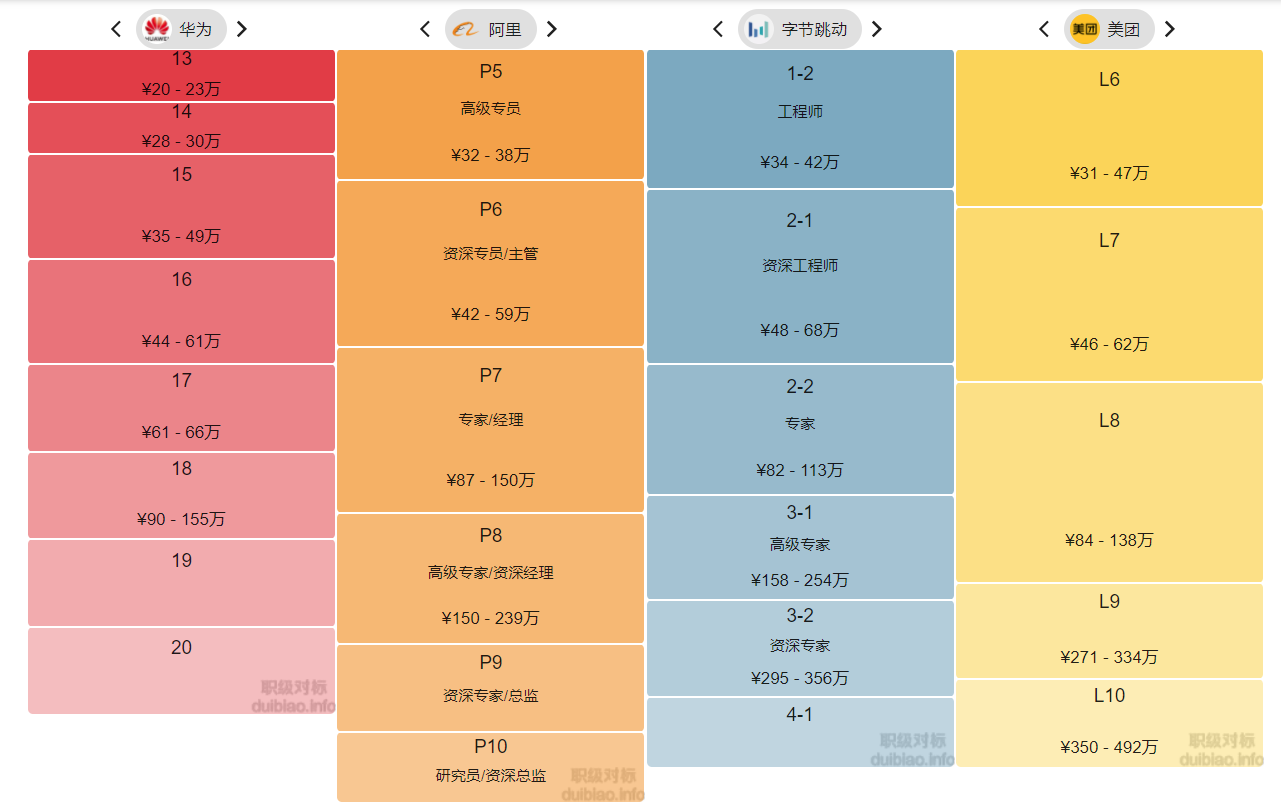 华为
阿里
字节跳动
美团
13
¥20 - 23万
14
¥28 - 30万
15
¥35 - 49万
16
¥44 - 61万
17
¥61 - 66万
18
¥90 - 155万
19
20
职级对标
duibiao.info
P5
高级专员
¥32 - 38万
P6
资深专员/主管
¥42 - 59万
P7
专家/经理
¥87 - 150万
P8
高级专家/资深经理
¥150 - 239万
P9
资深专家/总监
P10
研究员/资深总监
职级对标
duibiao.info
1-2
工程师
¥34 - 42万
2-1
资深工程师
¥48 - 68万
2-2
专家
¥82 - 113万
3-1
高级专家
¥158 - 254万
3-2
资深专家
¥295 - 356万
4-1
职级对标
duibiao.info
L6
¥31 - 47万
L7
¥46 - 62万
L8
¥84 - 138万
L9
¥271 - 334万
L10
¥350 - 492万
职级对标
duibiao.info
HUAWEI
美团